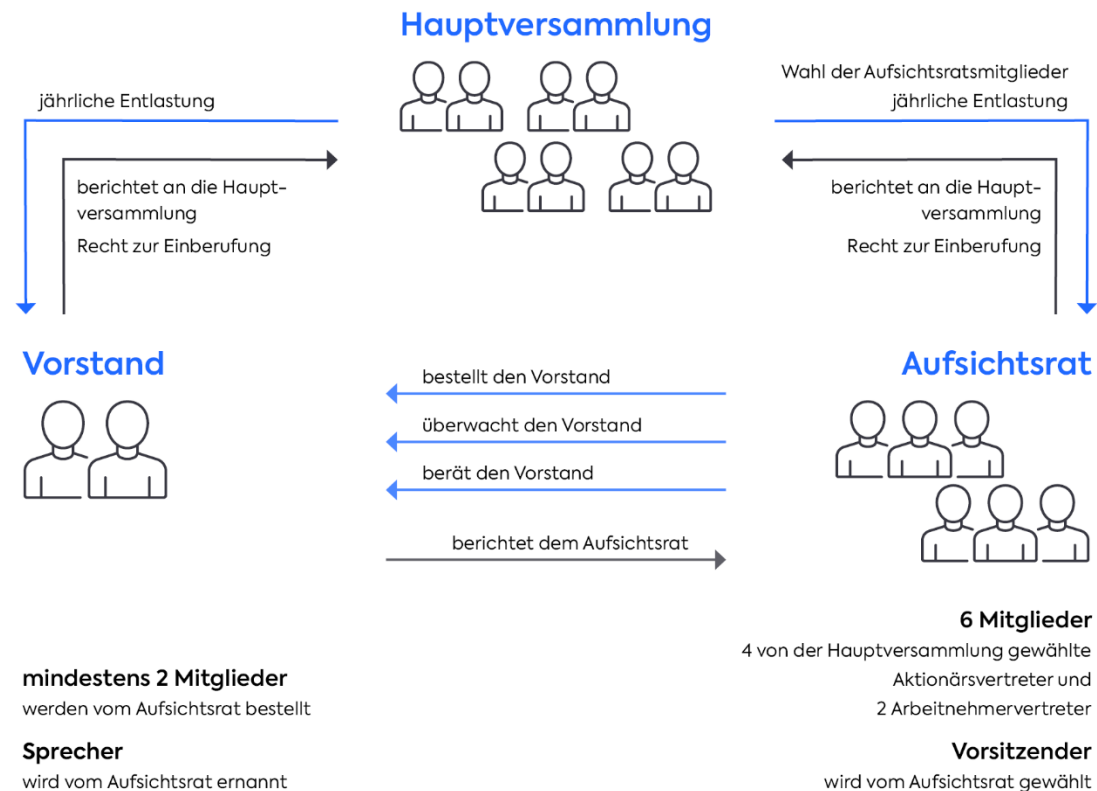 Hauptversammlung
jährliche Entlastung
Wahl der Aufsichtsratsmitglieder
jährliche Entlastung
berichtet an die Haupt-
versammlung
Recht zur Einberufung
berichtet an die Haupt-
versammlung
Recht zur Einberufung
Vorstand
Aufsichtsrat
bestellt den Vorstand
überwacht den Vorstand
berät den Vorstand
berichtet dem Aufsichtsrat
mindestens 2 Mitglieder
werden vom Aufsichtsrat bestellt
Sprecher
wird vom Aufsichtsrat ernannt
6 Mitglieder
4 von der Hauptversammlung gewählte
Aktionärsvertreter und
2 Arbeitnehmervertreter
Vorsitzender
wird vom Aufsichtsrat gewählt